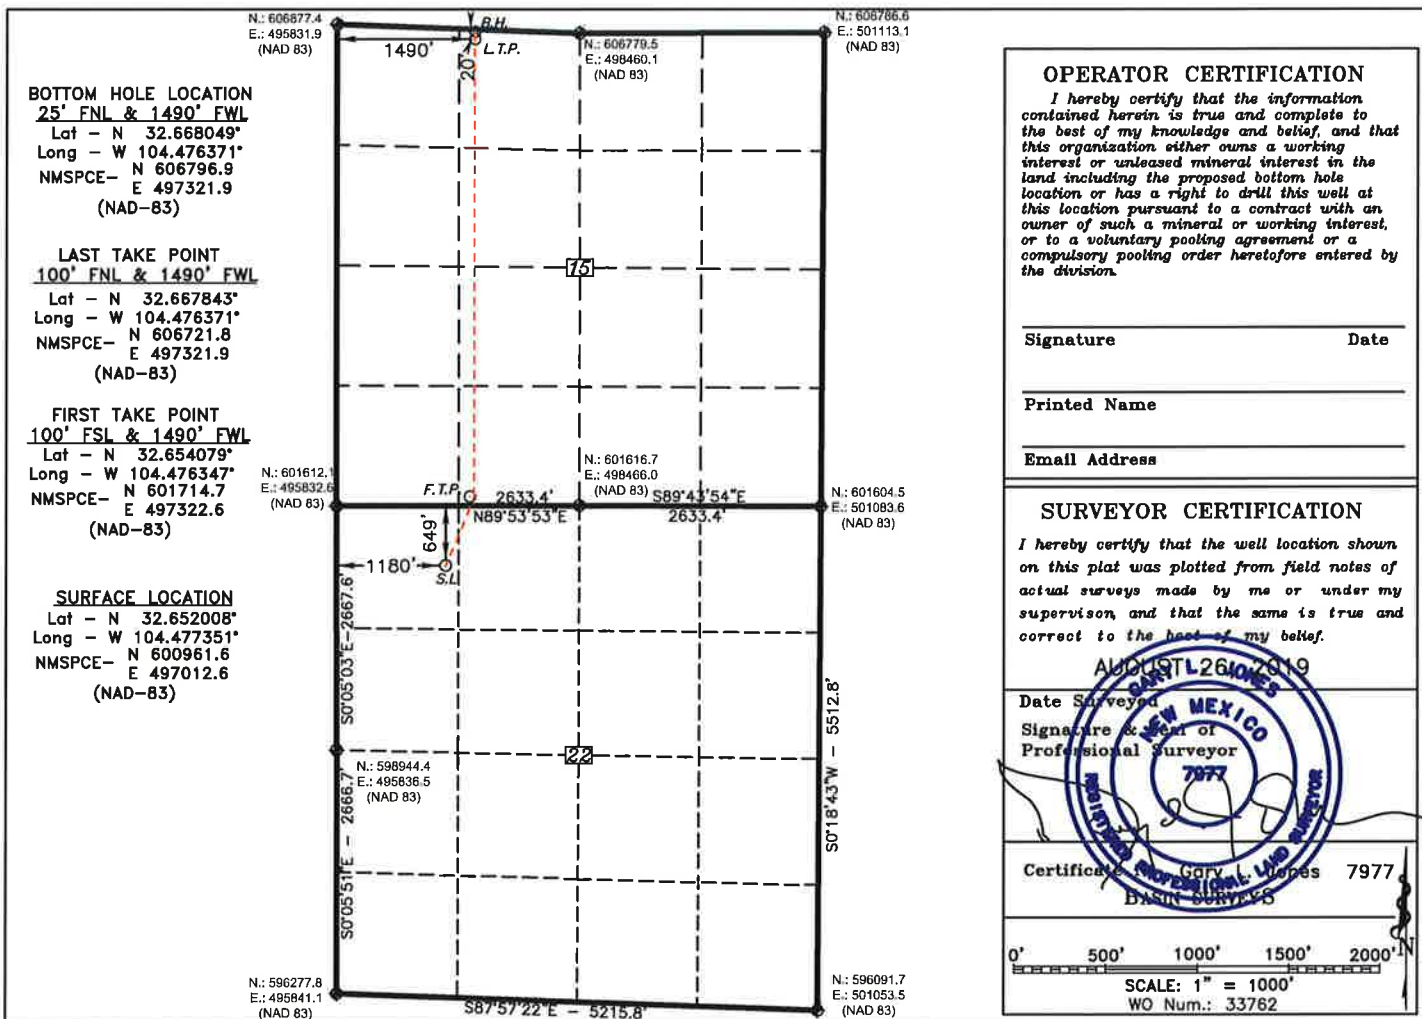 BOTTOM HOLE LOCATION
25' FNL & 1490' FWL
Lat - N 32.668049°
Long - W 104.476371°
NMSPCE- N 606796.9
E 497321.9
(NAD-83)
LAST TAKE POINT
100' FNL & 1490' FWL
Lat - N 32.667843°
Long - W 104.476371°
NMSPCE- N 606721.8
E 497321.9
(NAD-83)
FIRST TAKE POINT
100' FSL & 1490' FWL
Lat - N 32.654079°
Long - W 104.476347°
NMSPCE- N 601714.7
E 497322.6
(NAD-83)
SURFACE LOCATION
Lat - N 32.652008°
Long - W 104.477351°
NMSPCE- N 600961.6
E 497012.6
(NAD-83)
N.: 606877.4
E.: 495831.9
(NAD 83)
B.H.
L.T.P.
1490'
20'
N.: 606779.5
E.: 498460.1
(NAD 83)
N.: 606786.6
E.: 501113.1
(NAD 83)
15
N.: 601612.1
E.: 495832.6
(NAD 83)
F.T.P.
2633.4'
N89°53'53"E
N.: 601616.7
E.: 498466.0
(NAD 83)
S89°43'54"E
2633.4'
N.: 601604.5
E.: 501083.6
(NAD 83)
649'
1180'
S.L
S0°05'03"E-2667.6'
22
N.: 598944.4
E.: 495836.5
(NAD 83)
S0°05'51"E - 2666.7'
S0°18'43"W - 5512.8'
N.: 596277.8
E.: 495841.1
(NAD 83)
S87°57'22"E - 5215.8'
N.: 596091.7
E.: 501053.5
(NAD 83)
OPERATOR CERTIFICATION
I hereby certify that the information
contained herein is true and complete to
the best of my knowledge and belief, and that
this organization either owns a working
interest or unleased mineral interest in the
land including the proposed bottom hole
location or has a right to drill this well at
this location pursuant to a contract with an
owner of such a mineral or working interest,
or to a voluntary pooling agreement or a
compulsory pooling order heretofore entered by
the division.
Signature Date
Printed Name
Email Address
SURVEYOR CERTIFICATION
I hereby certify that the well location shown
on this plat was plotted from field notes of
actual surveys made by me or under my
supervison, and that the same is true and
correct to the best of my belief.
AUGUST 26, 2019
Date Surveyed
Signature & Seal of
Professional Surveyor
GARY L. JONES
NEW MEXICO
7977
REGISTERED PROFESSIONAL LAND SURVEYOR
Certificate Gary L. Jones 7977
BASIN SURVEYS
N
0' 500' 1000' 1500' 2000'
SCALE: 1" = 1000'
WO Num.: 33762